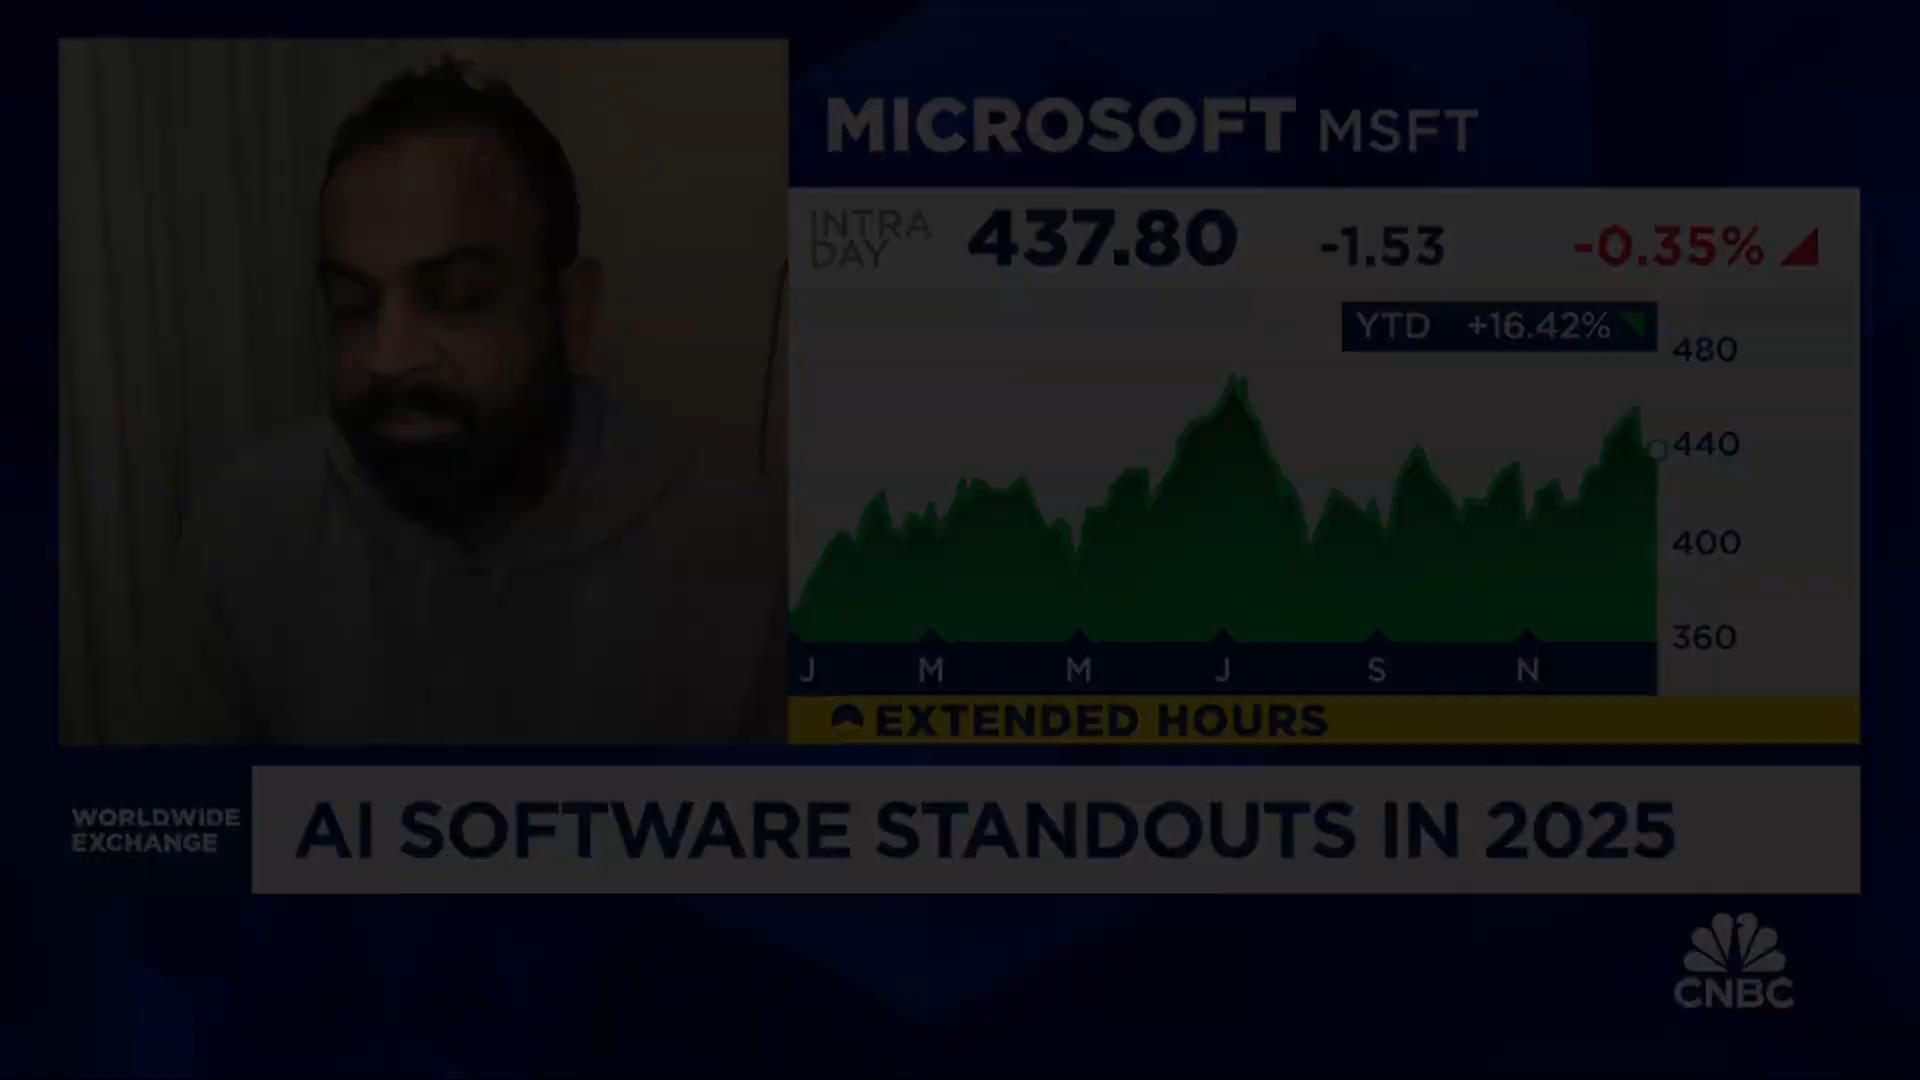 MICROSOFT MSFT
INTRA
DAY
437.80 -1.53 -0.35%
YTD +16.42%
480
440
400
360
J M M J S N
EXTENDED HOURS
WORLDWIDE
EXCHANGE
AI SOFTWARE STANDOUTS IN 2025
CNBC